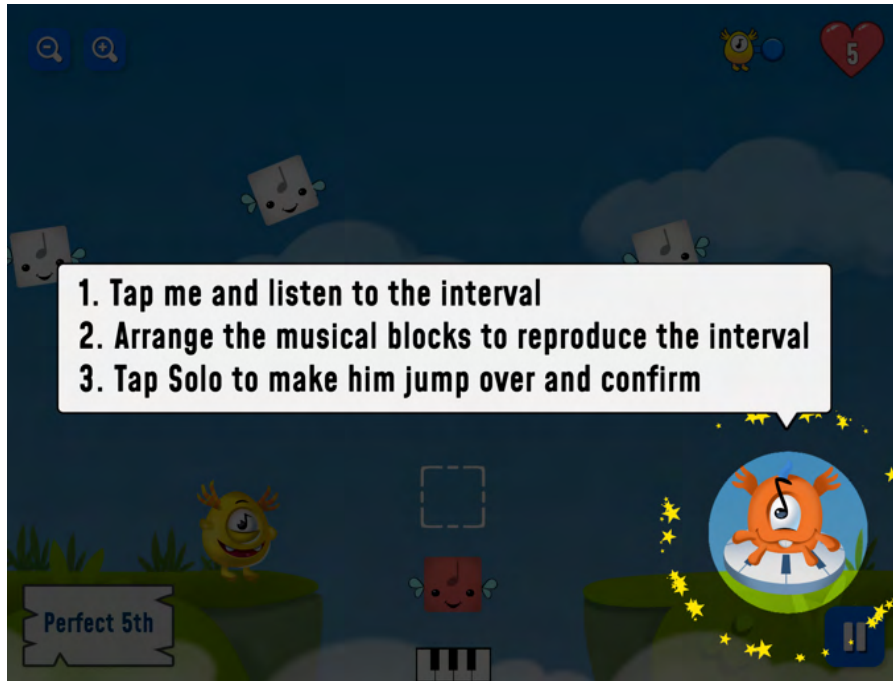 5
1. Tap me and listen to the interval
2. Arrange the musical blocks to reproduce the interval
3. Tap Solo to make him jump over and confirm
Perfect 5th